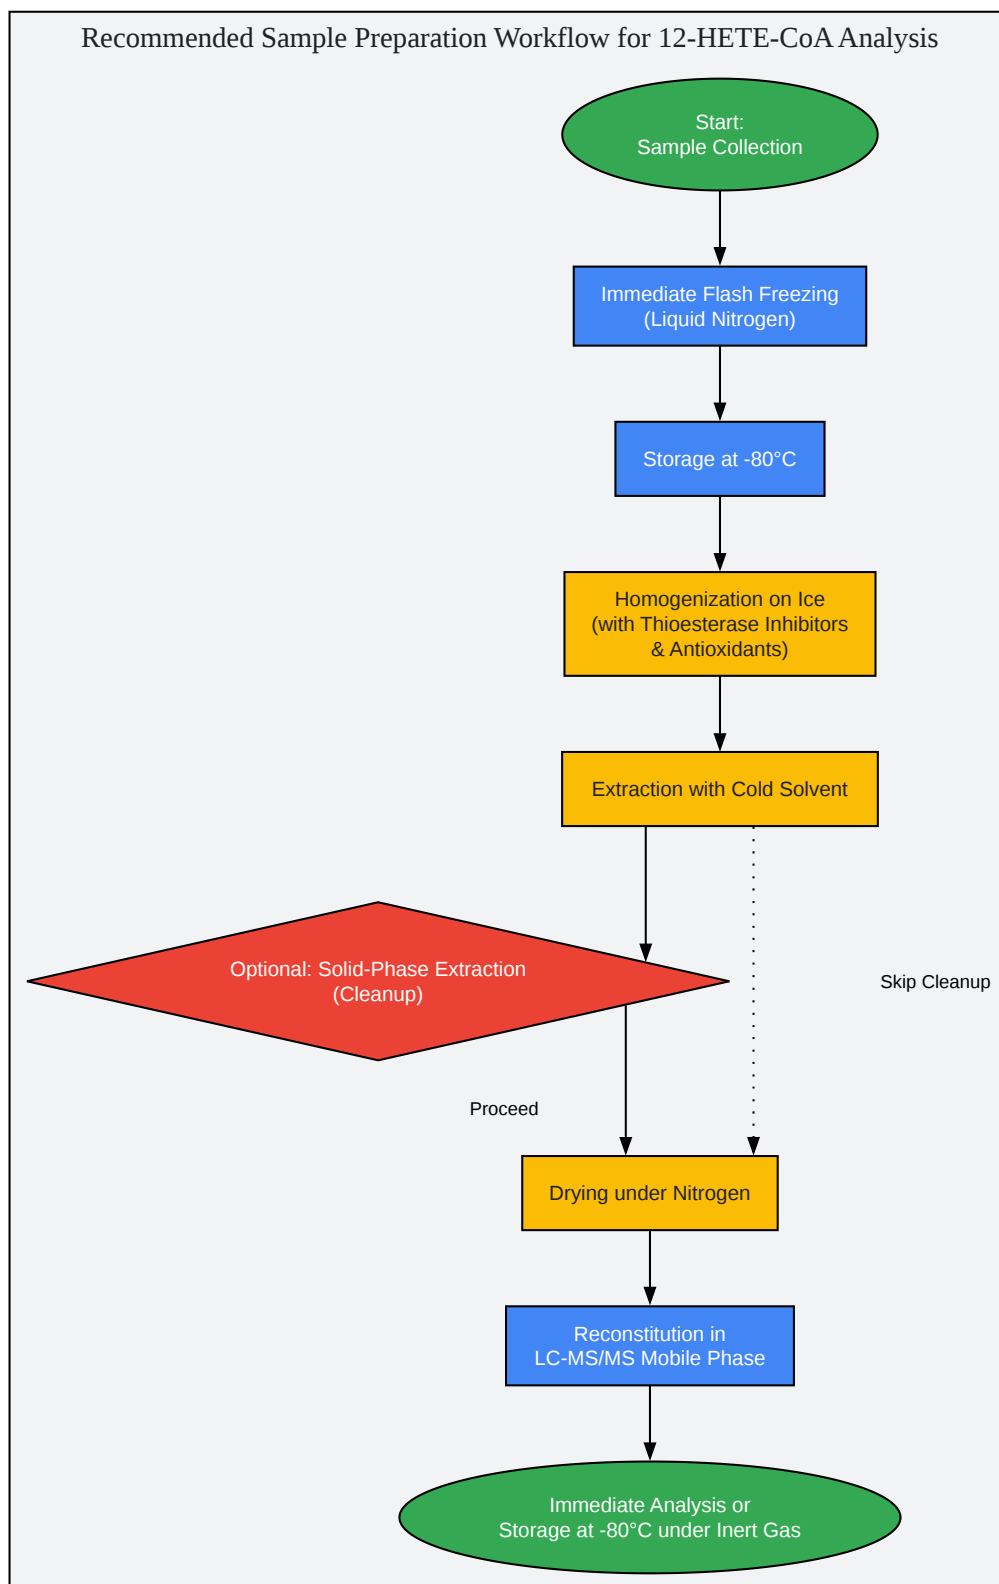 Recommended Sample Preparation Workflow for 12-HETE-CoA Analysis
Start:
Sample Collection
Immediate Flash Freezing
(Liquid Nitrogen)
Storage at -80°C
Homogenization on Ice
(with Thioesterase Inhibitors
& Antioxidants)
Extraction with Cold Solvent
Optional: Solid-Phase Extraction
(Cleanup)
Skip Cleanup
Proceed
Drying under Nitrogen
Reconstitution in
LC-MS/MS Mobile Phase
Immediate Analysis or
Storage at -80°C under Inert Gas